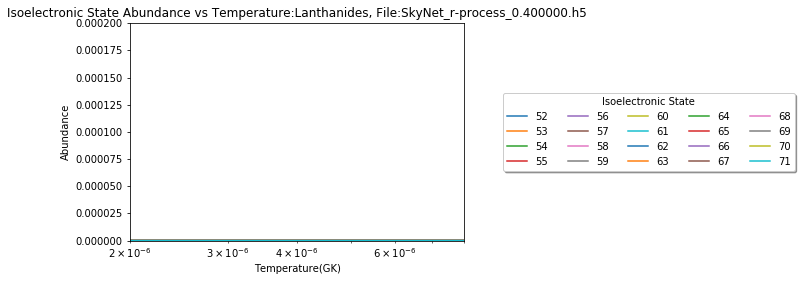 Isoelectronic State Abundance vs Temperature:Lanthanides, File:SkyNet_r-process_0.400000.h5
0.000200
0.000175
0.000150
0.000125
0.000100
0.000075
0.000050
0.000025
0.000000
Abundance
2 × 10⁻⁶ 3 × 10⁻⁶ 4 × 10⁻⁶ 6 × 10⁻⁶
Temperature(GK)
Isoelectronic State
52 56 60 64 68
53 57 61 65 69
54 58 62 66 70
55 59 63 67 71